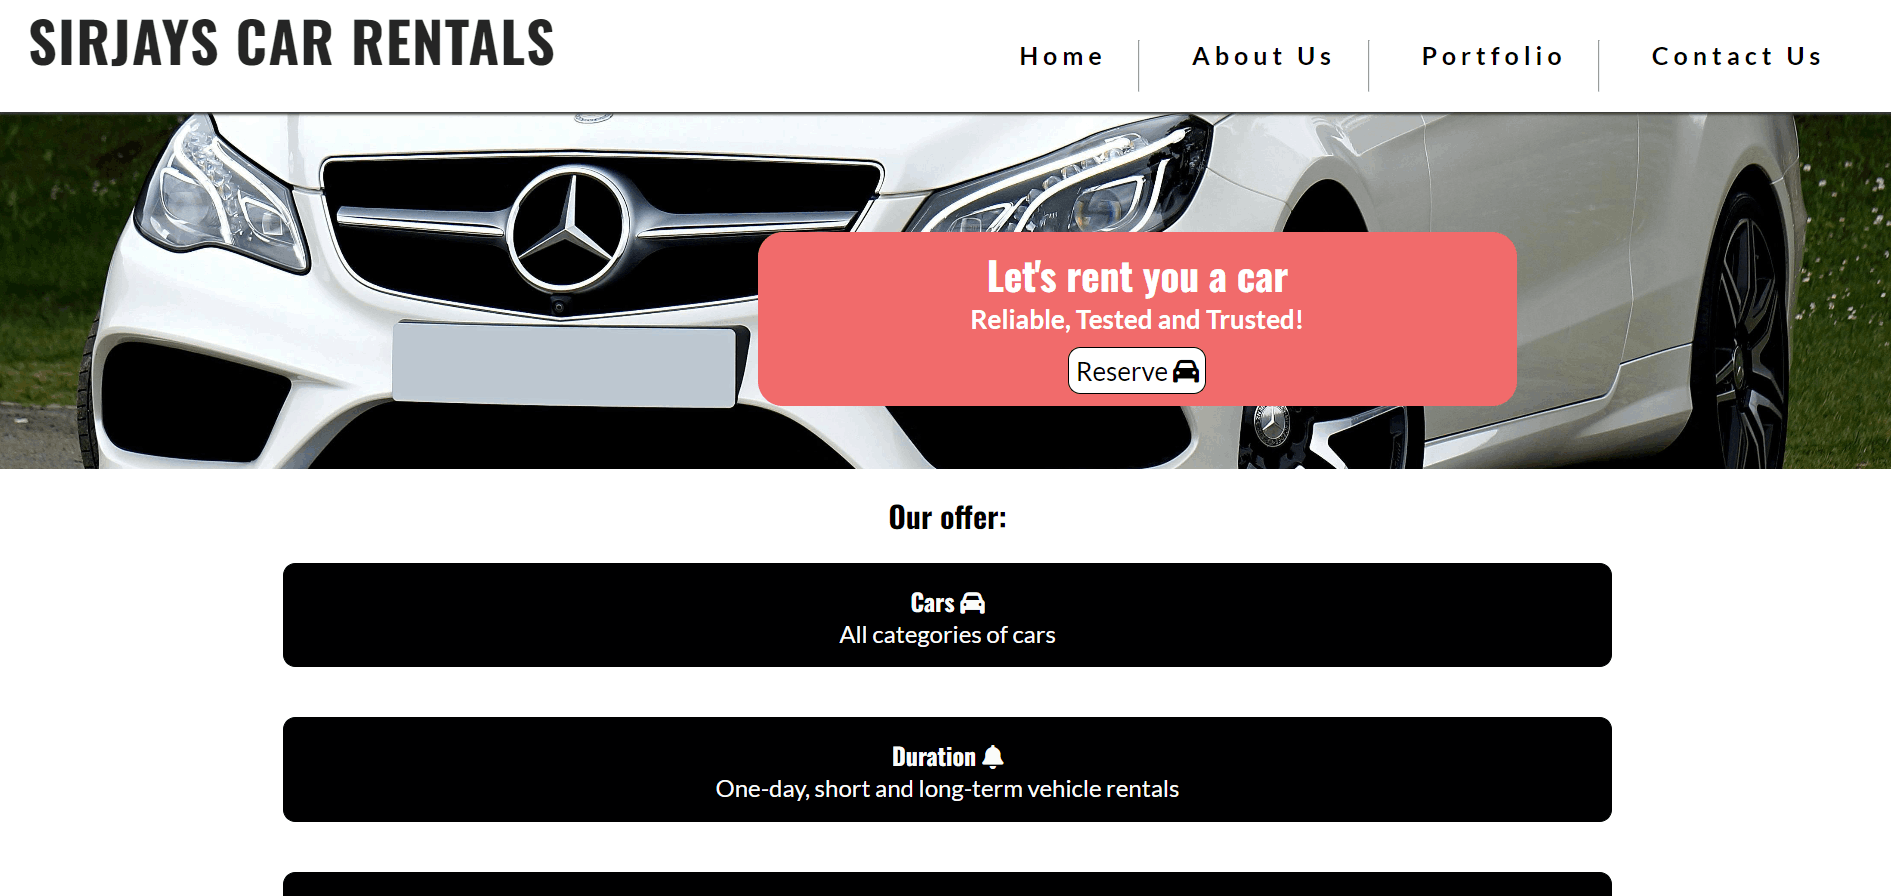 SIRJAYS CAR RENTALS
Home
About Us
Portfolio
Contact Us
Let's rent you a car
Reliable, Tested and Trusted!
Reserve
Our offer:
Cars
All categories of cars
Duration
One-day, short and long-term vehicle rentals